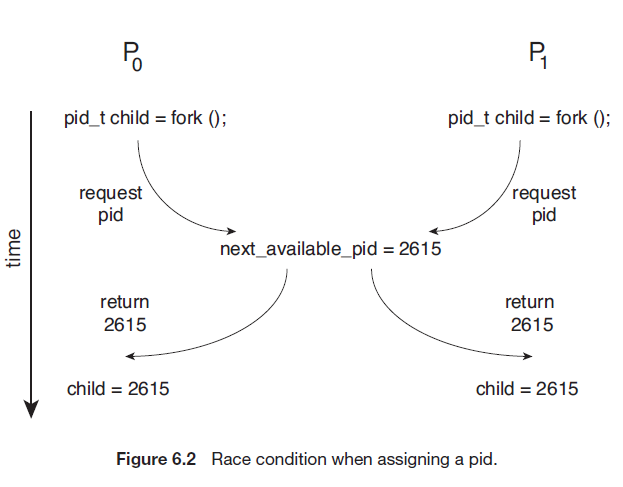 P0 P1
pid_t child = fork (); pid_t child = fork ();
request request
pid pid
time
next_available_pid = 2615
return return
2615 2615
child = 2615 child = 2615
Figure 6.2 Race condition when assigning a pid.